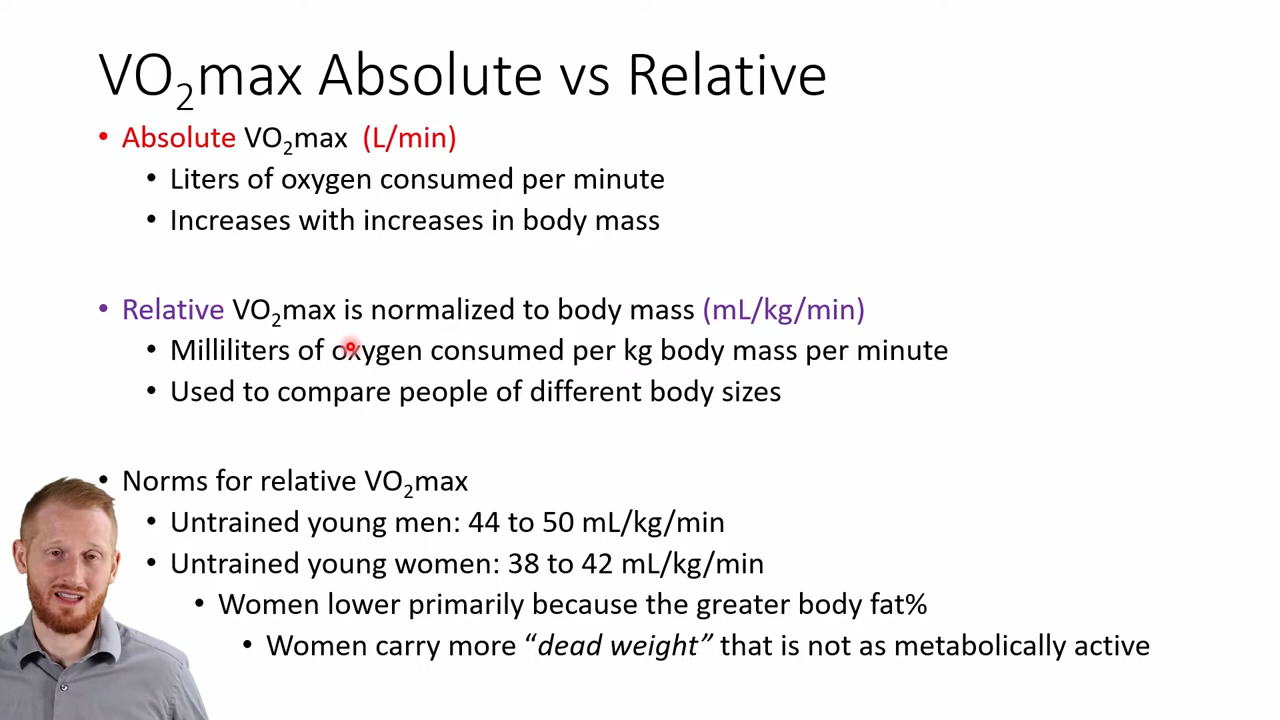 VO₂max Absolute vs Relative
• Absolute VO₂max (L/min)
• Liters of oxygen consumed per minute
• Increases with increases in body mass
• Relative VO₂max is normalized to body mass (mL/kg/min)
• Milliliters of oxygen consumed per kg body mass per minute
• Used to compare people of different body sizes
• Norms for relative VO₂max
• Untrained young men: 44 to 50 mL/kg/min
• Untrained young women: 38 to 42 mL/kg/min
• Women lower primarily because the greater body fat%
• Women carry more “dead weight” that is not as metabolically active